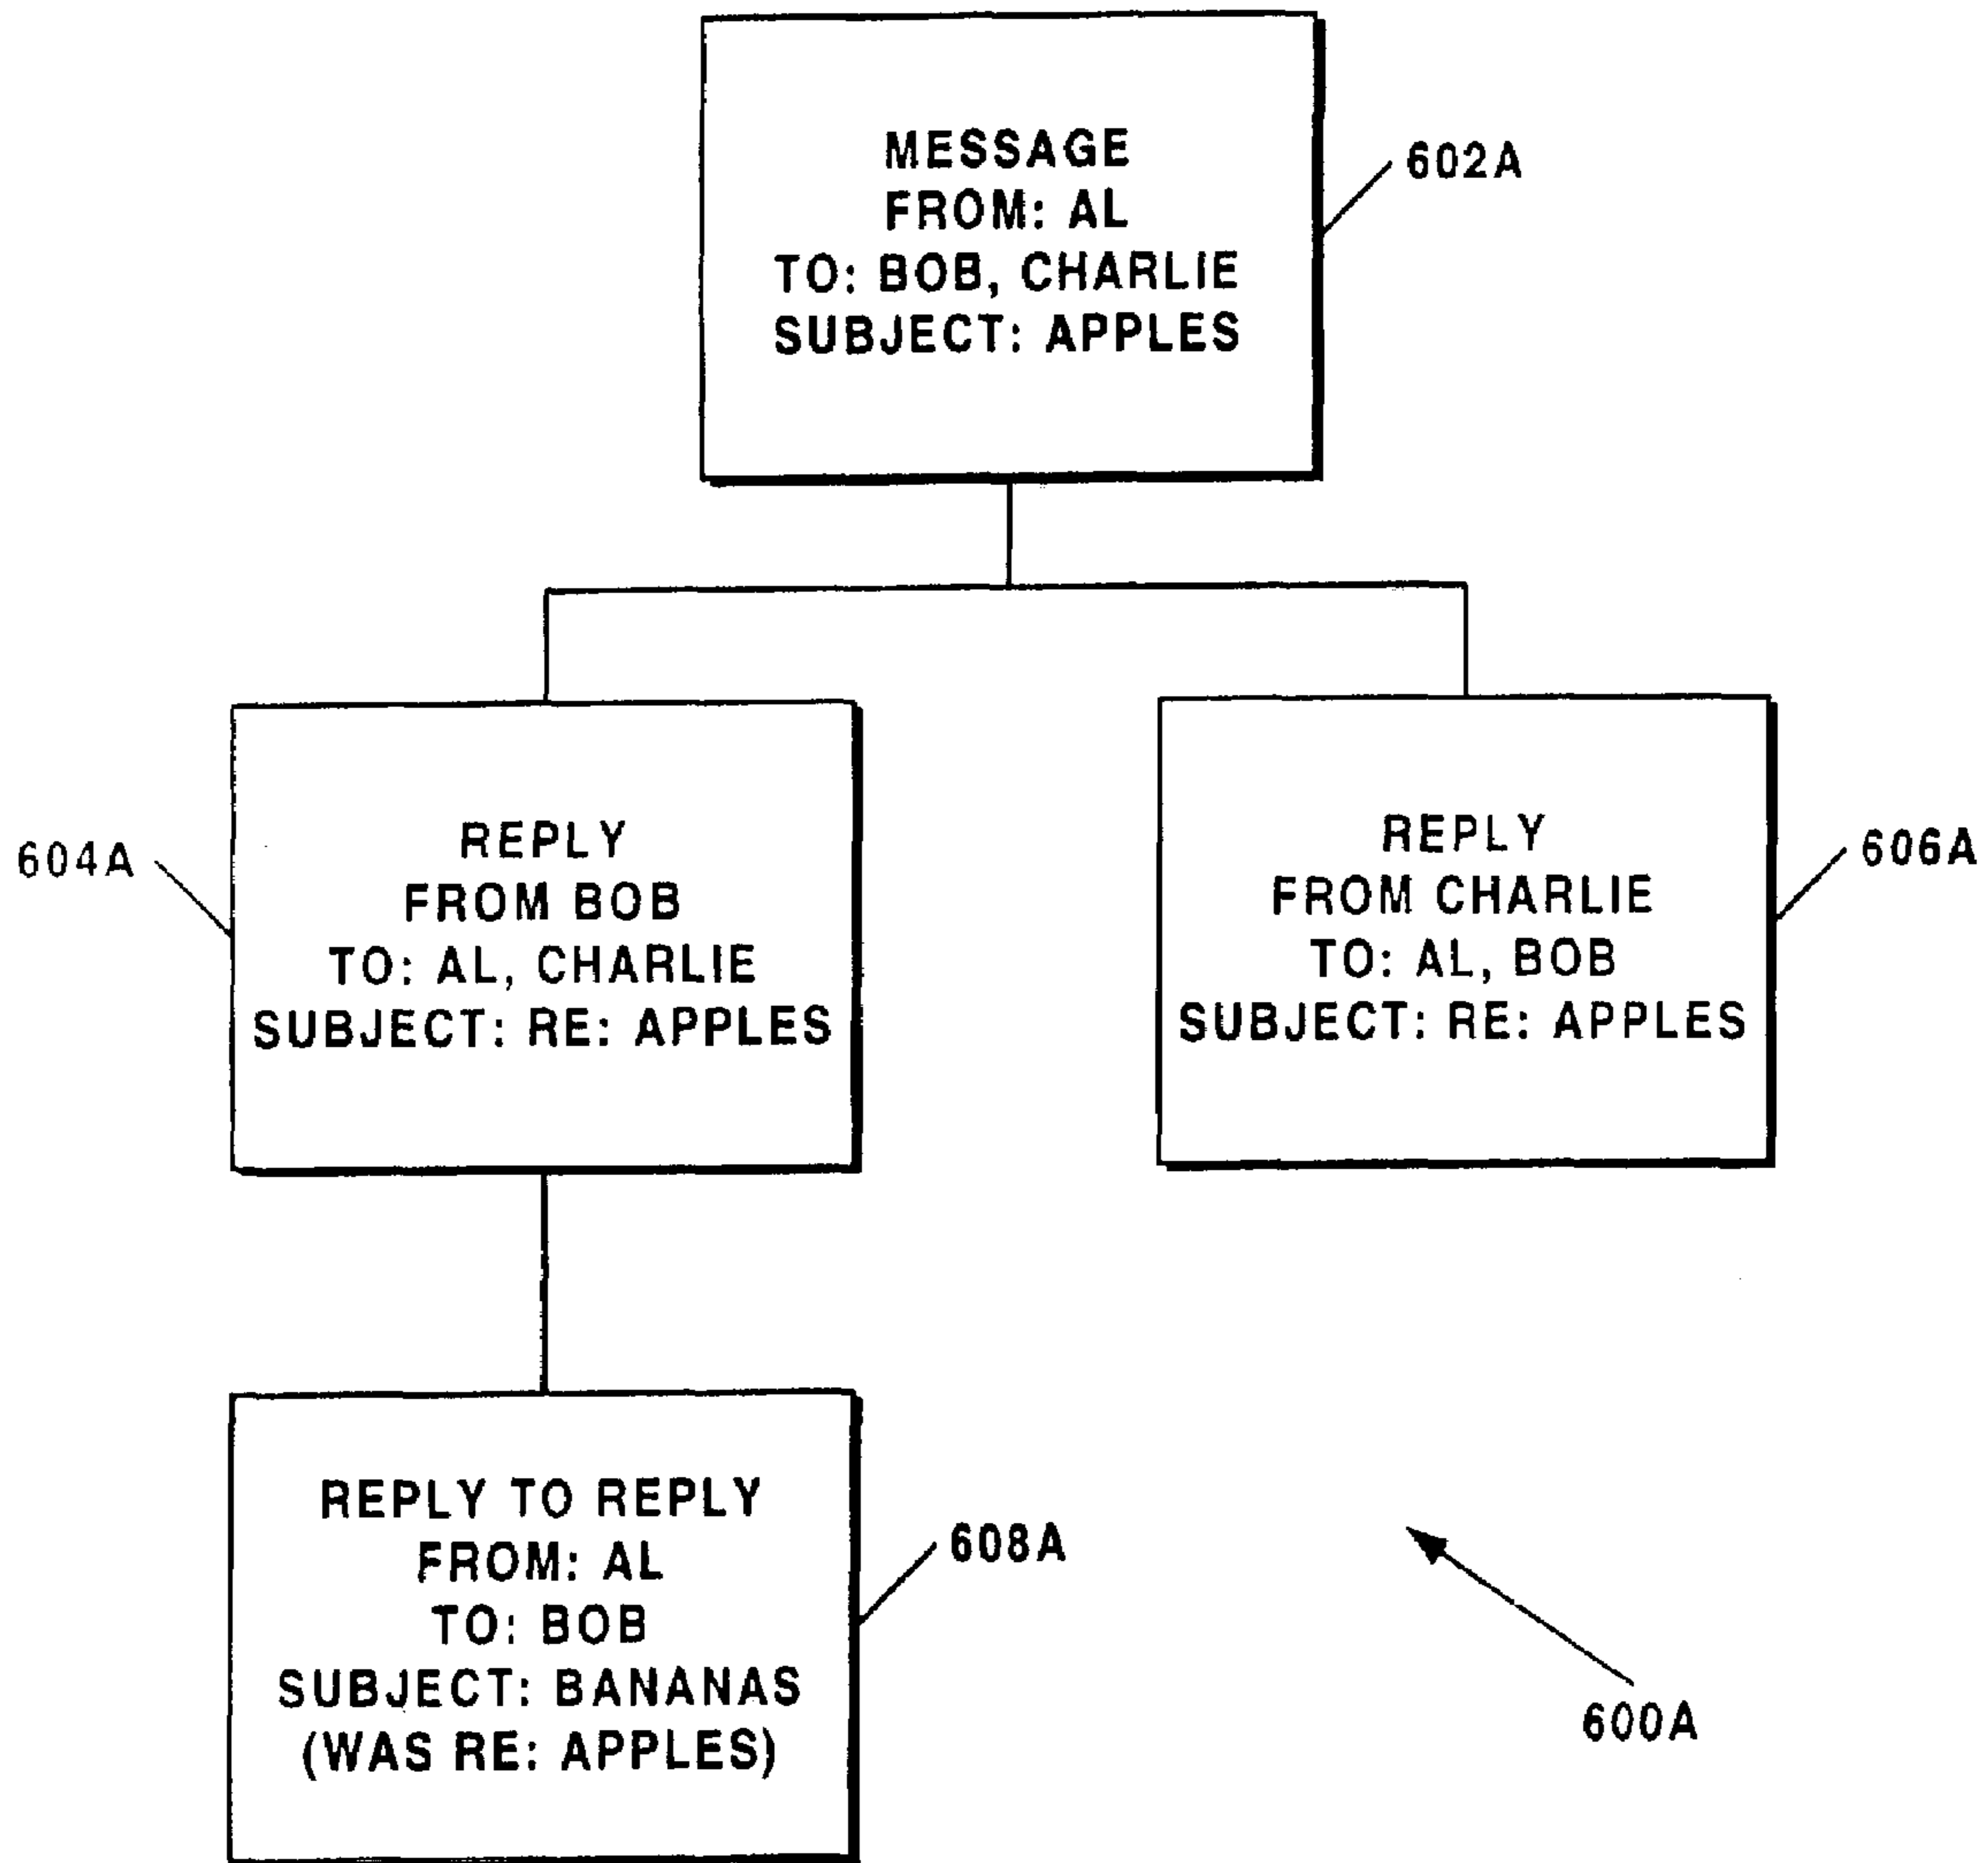 MESSAGE
FROM: AL
TO: BOB, CHARLIE
SUBJECT: APPLES
602A
604A
REPLY
FROM BOB
TO: AL, CHARLIE
SUBJECT: RE: APPLES
REPLY
FROM CHARLIE
TO: AL, BOB
SUBJECT: RE: APPLES
606A
REPLY TO REPLY
FROM: AL
TO: BOB
SUBJECT: BANANAS
(WAS RE: APPLES)
608A
600A